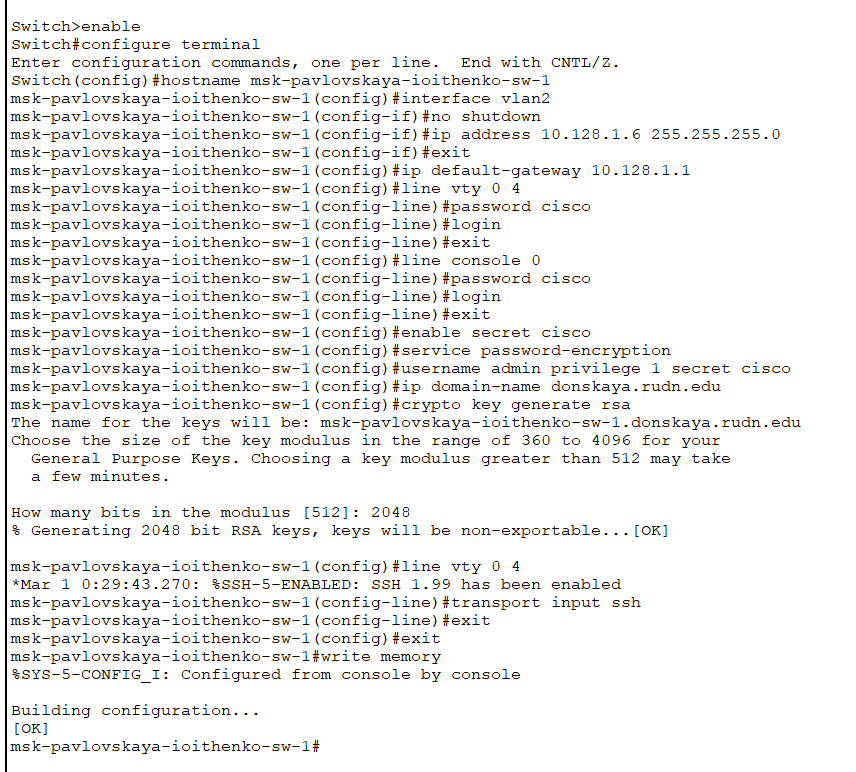 Switch>enable
Switch#configure terminal
Enter configuration commands, one per line.  End with CNTL/Z.
Switch(config)#hostname msk-pavlovskaya-ioithenko-sw-1
msk-pavlovskaya-ioithenko-sw-1(config)#interface vlan2
msk-pavlovskaya-ioithenko-sw-1(config-if)#no shutdown
msk-pavlovskaya-ioithenko-sw-1(config-if)#ip address 10.128.1.6 255.255.255.0
msk-pavlovskaya-ioithenko-sw-1(config-if)#exit
msk-pavlovskaya-ioithenko-sw-1(config)#ip default-gateway 10.128.1.1
msk-pavlovskaya-ioithenko-sw-1(config)#line vty 0 4
msk-pavlovskaya-ioithenko-sw-1(config-line)#password cisco
msk-pavlovskaya-ioithenko-sw-1(config-line)#login
msk-pavlovskaya-ioithenko-sw-1(config-line)#exit
msk-pavlovskaya-ioithenko-sw-1(config)#line console 0
msk-pavlovskaya-ioithenko-sw-1(config-line)#password cisco
msk-pavlovskaya-ioithenko-sw-1(config-line)#login
msk-pavlovskaya-ioithenko-sw-1(config-line)#exit
msk-pavlovskaya-ioithenko-sw-1(config)#enable secret cisco
msk-pavlovskaya-ioithenko-sw-1(config)#service password-encryption
msk-pavlovskaya-ioithenko-sw-1(config)#username admin privilege 1 secret cisco
msk-pavlovskaya-ioithenko-sw-1(config)#ip domain-name donskaya.rudn.edu
msk-pavlovskaya-ioithenko-sw-1(config)#crypto key generate rsa
The name for the keys will be: msk-pavlovskaya-ioithenko-sw-1.donskaya.rudn.edu
Choose the size of the key modulus in the range of 360 to 4096 for your
  General Purpose Keys. Choosing a key modulus greater than 512 may take
  a few minutes.

How many bits in the modulus [512]: 2048
% Generating 2048 bit RSA keys, keys will be non-exportable...[OK]

msk-pavlovskaya-ioithenko-sw-1(config)#line vty 0 4
*Mar 1 0:29:43.270: %SSH-5-ENABLED: SSH 1.99 has been enabled
msk-pavlovskaya-ioithenko-sw-1(config-line)#transport input ssh
msk-pavlovskaya-ioithenko-sw-1(config-line)#exit
msk-pavlovskaya-ioithenko-sw-1(config)#exit
msk-pavlovskaya-ioithenko-sw-1#write memory
%SYS-5-CONFIG_I: Configured from console by console

Building configuration...
[OK]
msk-pavlovskaya-ioithenko-sw-1#